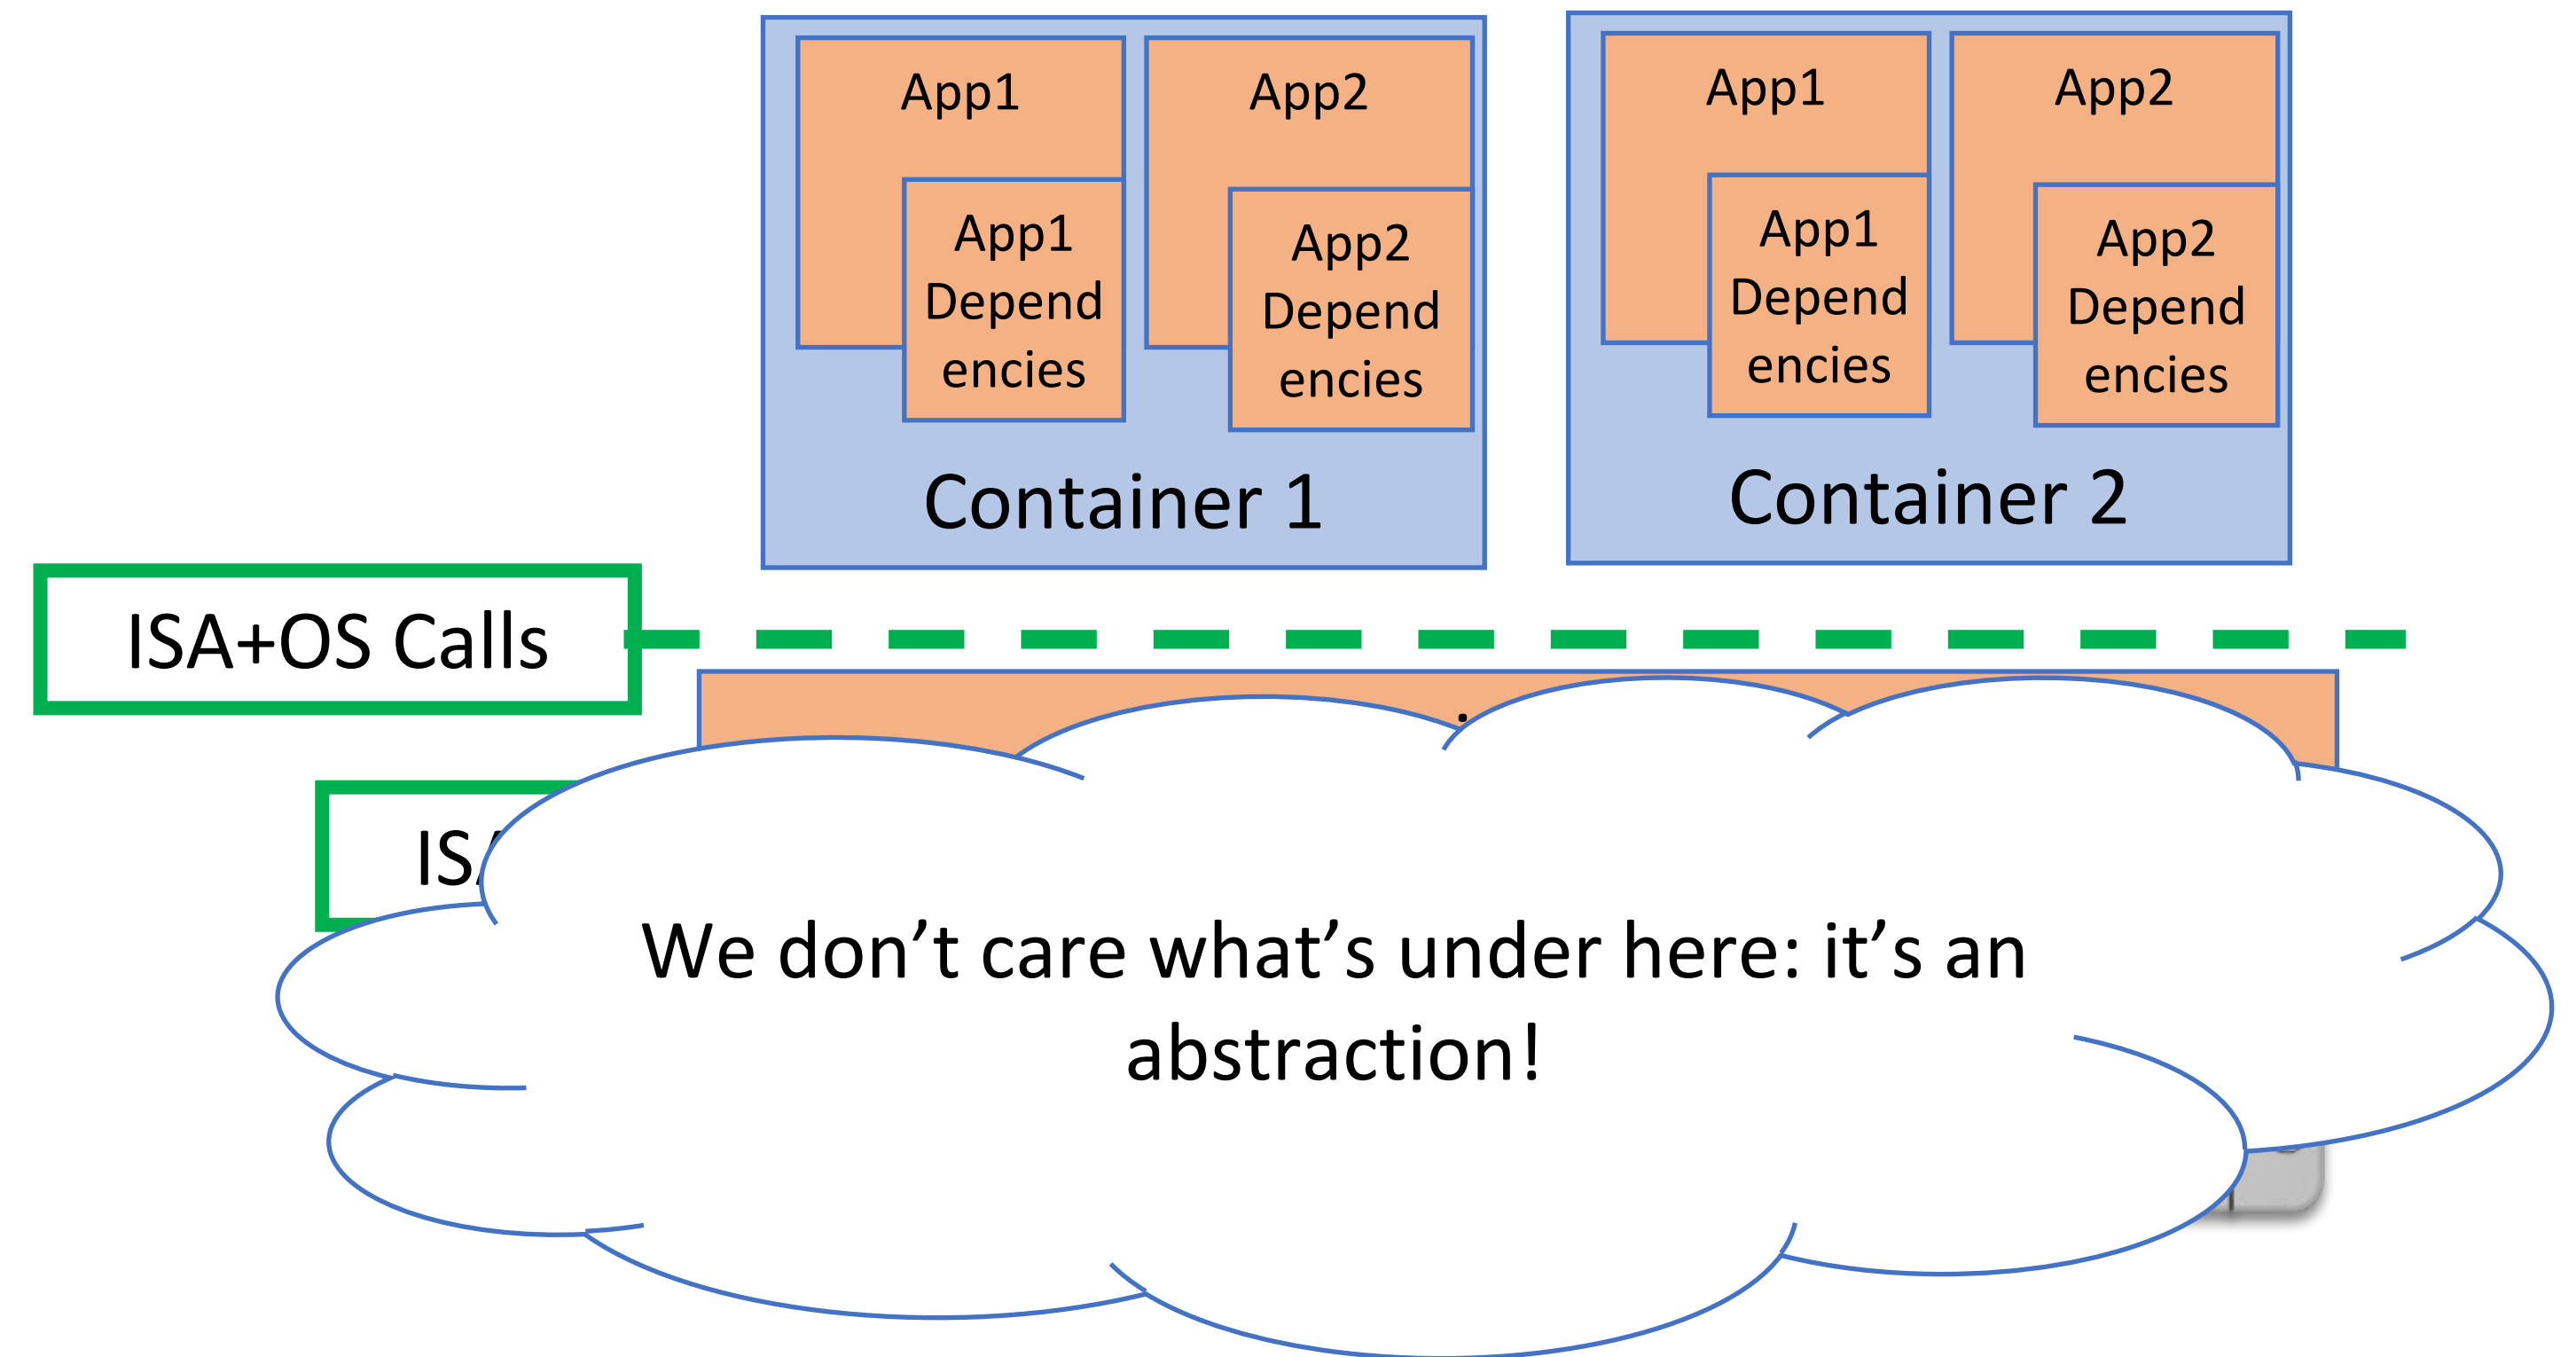 App1
App2
App1
Depend
encies
App2
Depend
encies
Container 1
App1
App2
App1
Depend
encies
App2
Depend
encies
Container 2
ISA+OS Calls
We don’t care what’s under here: it’s an
abstraction!